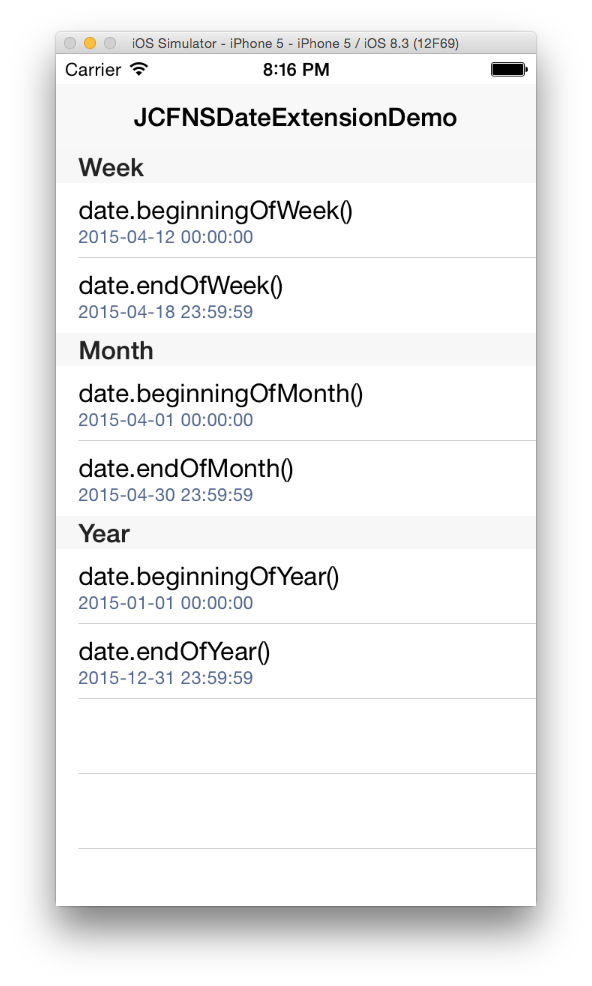 iOS Simulator - iPhone 5 - iPhone 5 / iOS 8.3 (12F69)
Carrier 8:16 PM
JCFNSDateExtensionDemo
Week
date.beginningOfWeek()
2015-04-12 00:00:00
date.endOfWeek()
2015-04-18 23:59:59
Month
date.beginningOfMonth()
2015-04-01 00:00:00
date.endOfMonth()
2015-04-30 23:59:59
Year
date.beginningOfYear()
2015-01-01 00:00:00
date.endOfYear()
2015-12-31 23:59:59